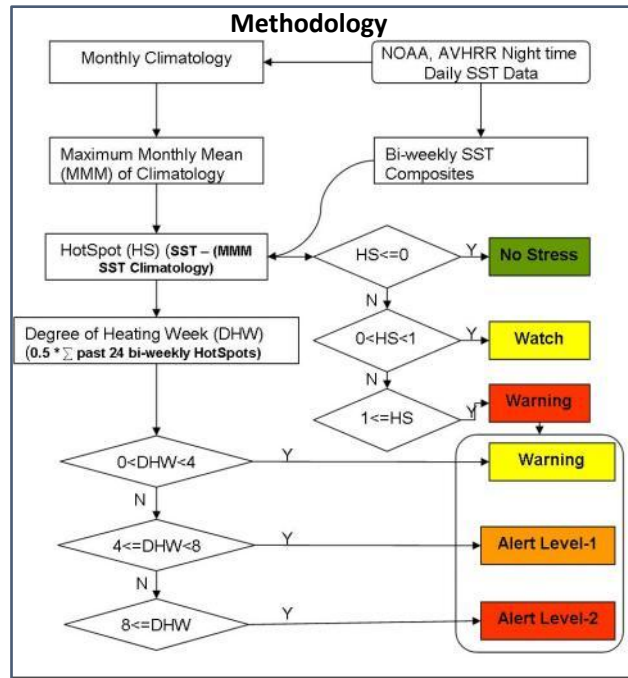 Methodology
Monthly Climatology
NOAA, AVHRR Night time
Daily SST Data
Maximum Monthly Mean
(MMM) of Climatology
Bi-weekly SST
Composites
HotSpot (HS) (SST – (MMM
SST Climatology)
HS<=0
Y
No Stress
N
Degree of Heating Week (DHW)
(0.5 * ∑ past 24 bi-weekly HotSpots)
0<HS<1
Y
Watch
N
1<=HS
Y
Warning
0<DHW<4
Y
Warning
N
4<=DHW<8
Y
Alert Level-1
N
8<=DHW
Y
Alert Level-2